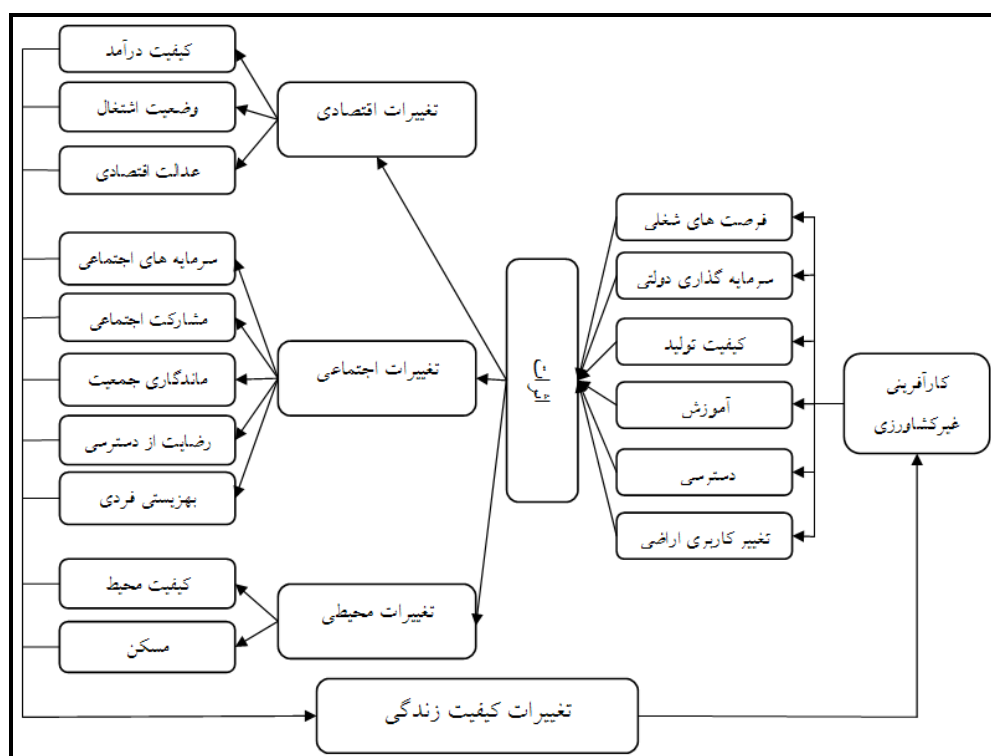 کارآفرینی
غیرکشاورزی
فرصت های شغلی
سرمایه گذاری دولتی
کیفیت تولید
آموزش
دسترسی
تغییر کاربری اراضی
اثرات
تغییرات اقتصادی
کیفیت درآمد
وضعیت اشتغال
عدالت اقتصادی
تغییرات اجتماعی
سرمایه های اجتماعی
مشارکت اجتماعی
ماندگاری جمعیت
رضایت از دسترسی
بهزیستی فردی
تغییرات محیطی
کیفیت محیط
مسکن
تغییرات کیفیت زندگی